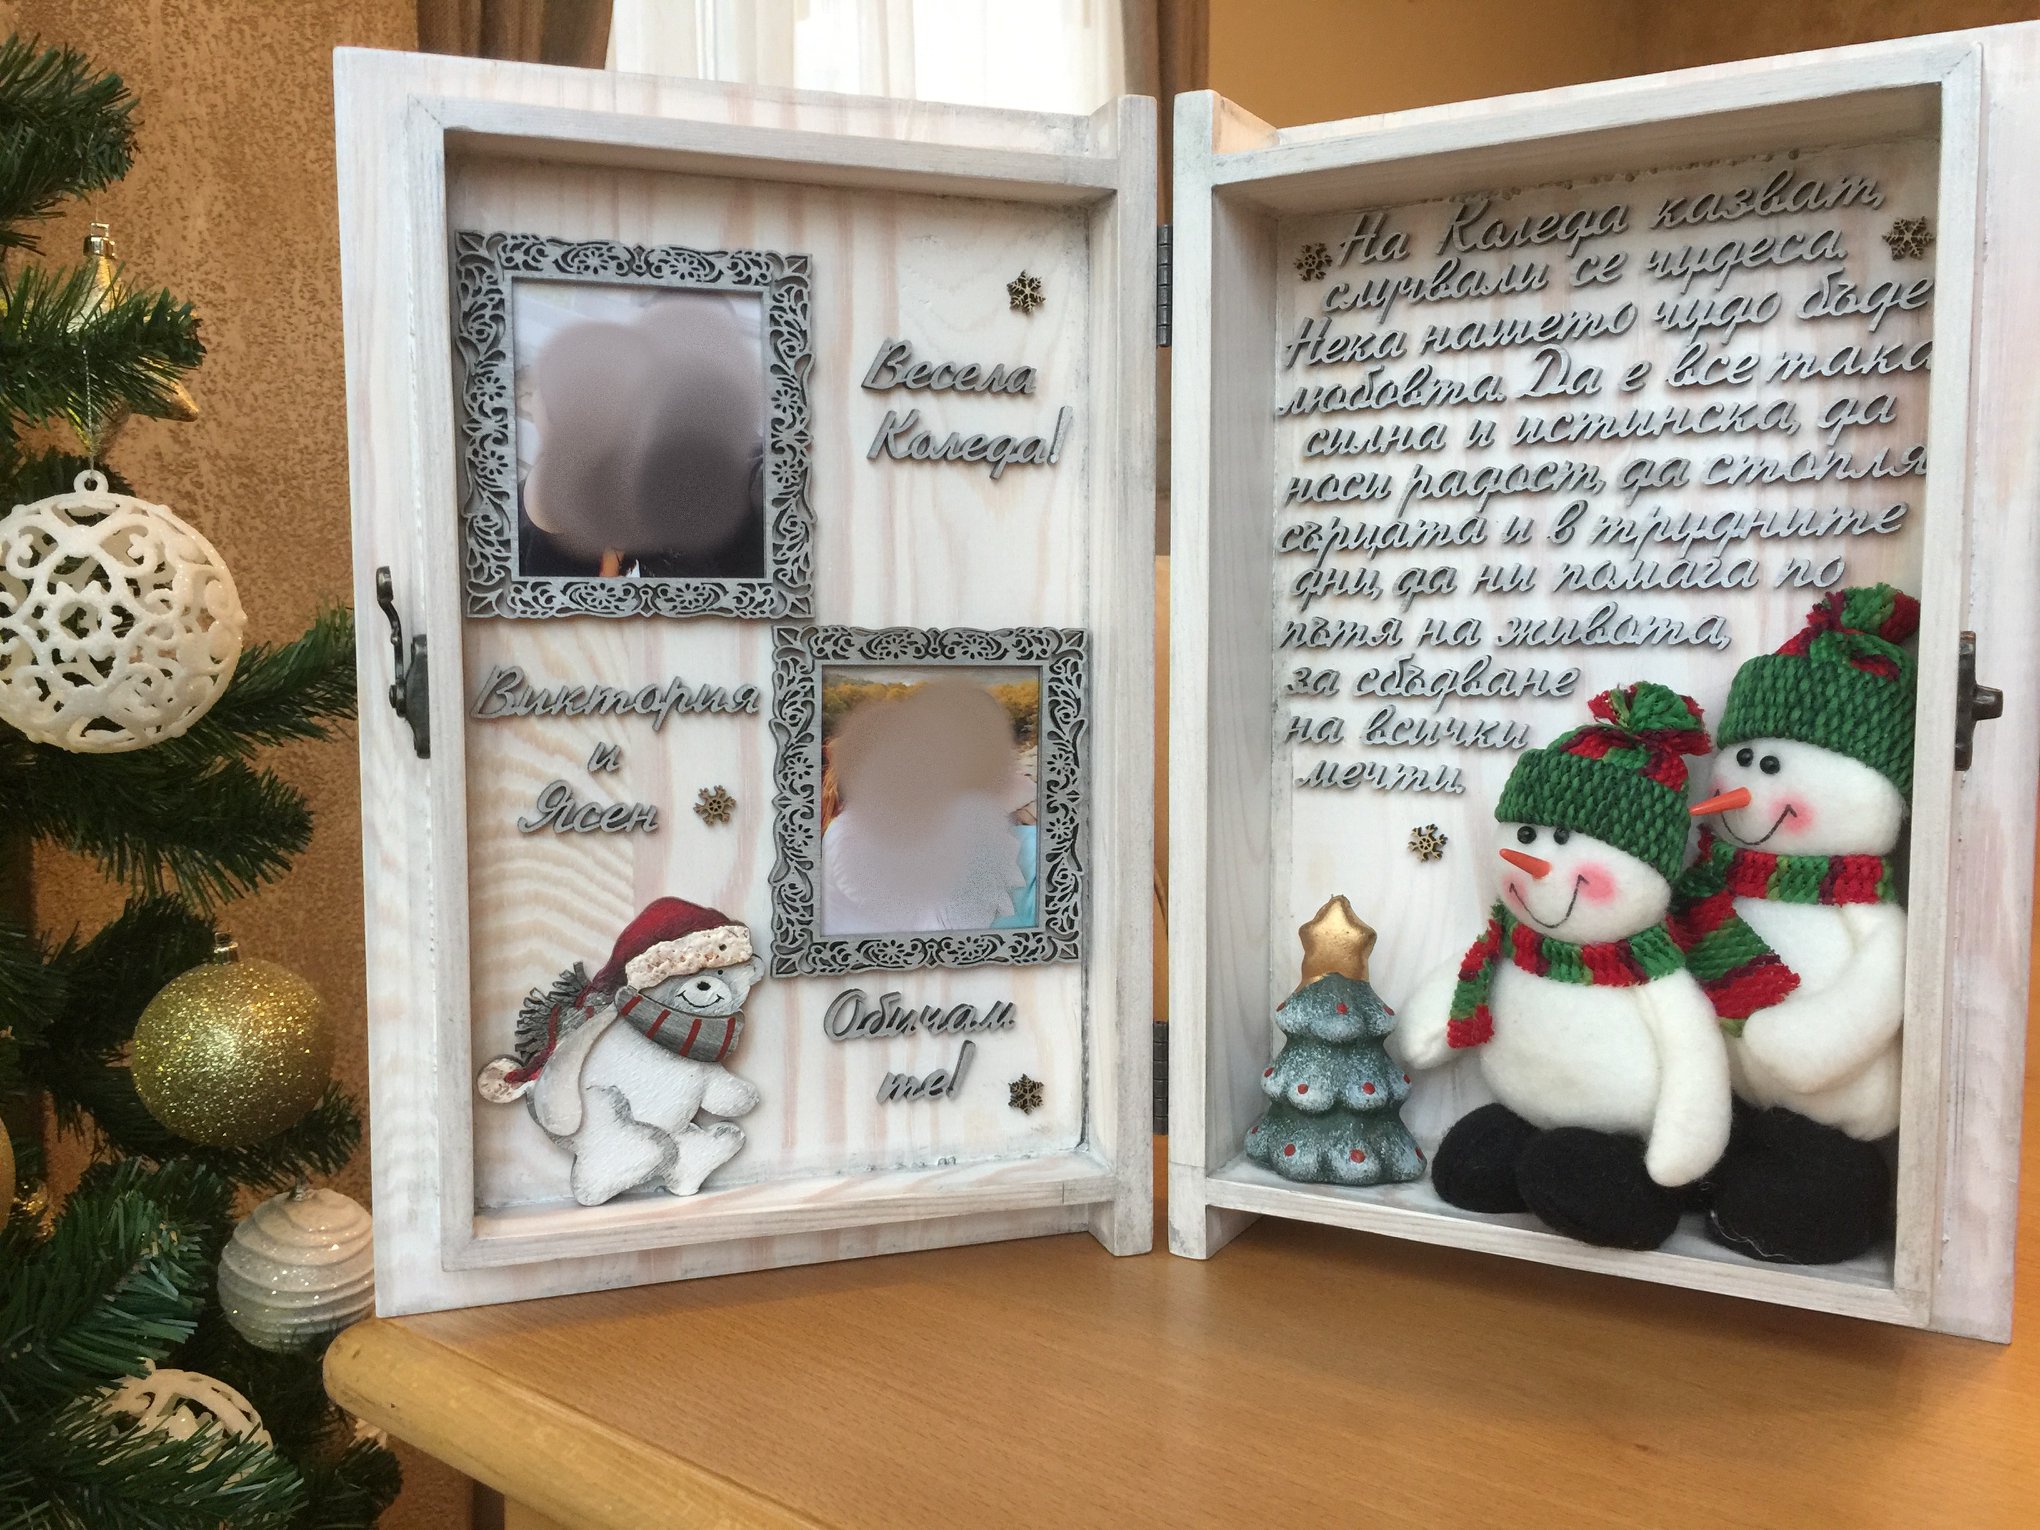 Весела
Коледа!
Виктория
и
Ясен
Обичам
те!
На Коледа казват,
случвали се чудеса.
Нека нашето чудо бъде
любовта. Да е все така
силна и истинска, да
носи радост, да стопля
сърцата и в трудните
дни, да ни помага по
пътя на живота,
за сбъдване
на всички
мечти.